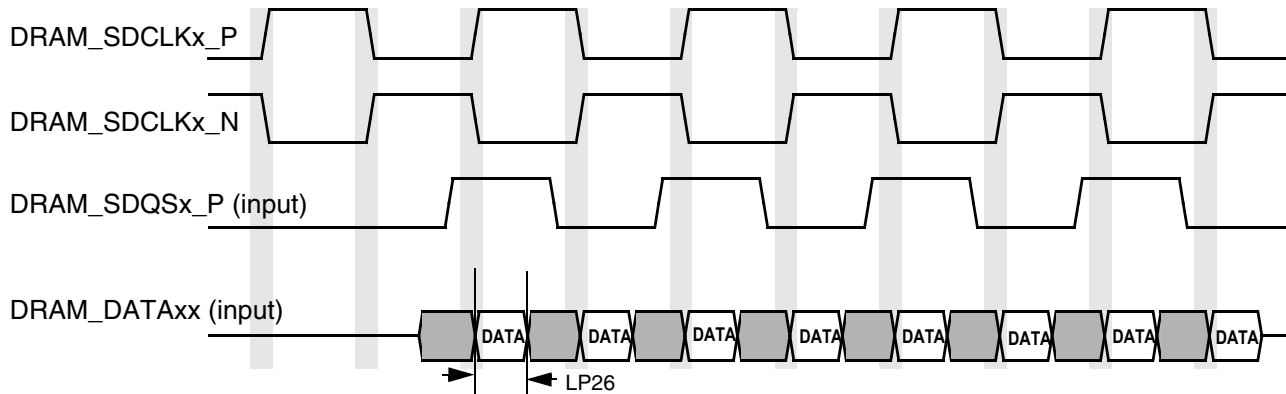 DRAM_SDCLKx_P
DRAM_SDCLKx_N
DRAM_SDQSx_P (input)
DRAM_DATAxx (input)
DATA DATA DATA DATA DATA DATA DATA DATA
LP26